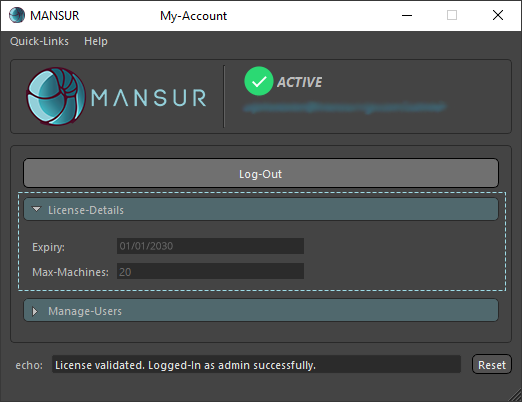 MANSUR My-Account
Quick-Links Help
MANSUR
ACTIVE
Log-Out
License-Details
Expiry: 01/01/2030
Max-Machines: 20
Manage-Users
echo: License validated. Logged-In as admin successfully. Reset